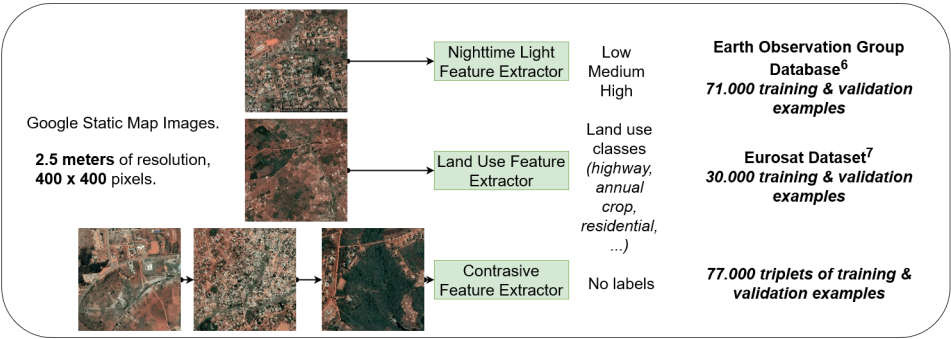 Google Static Map Images.
2.5 meters of resolution,
400 x 400 pixels.
Nighttime Light
Feature Extractor
Low
Medium
High
Earth Observation Group
Database6
71.000 training & validation
examples
Land Use Feature
Extractor
Land use
classes
(highway,
annual
crop,
residential,
...)
Eurosat Dataset7
30.000 training & validation
examples
Contrasive
Feature Extractor
No labels
77.000 triplets of training &
validation examples